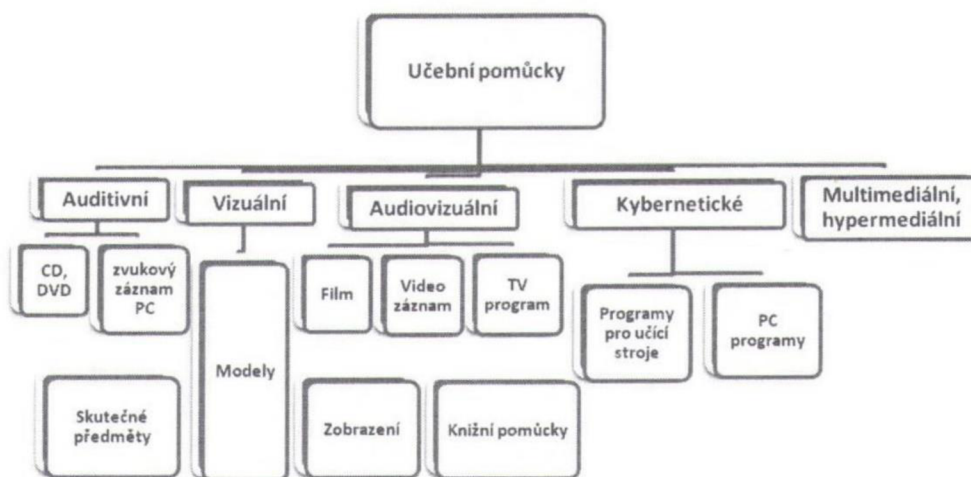 Učební pomůcky
Auditivní
Vizuální
Audiovizuální
Kybernetické
Multimediální,
hypermediální
CD,
DVD
zvukový
záznam
PC
Modely
Film
Video
záznam
TV
program
Programy
pro učící
stroje
PC
programy
Skutečné
předměty
Zobrazení
Knižní pomůcky